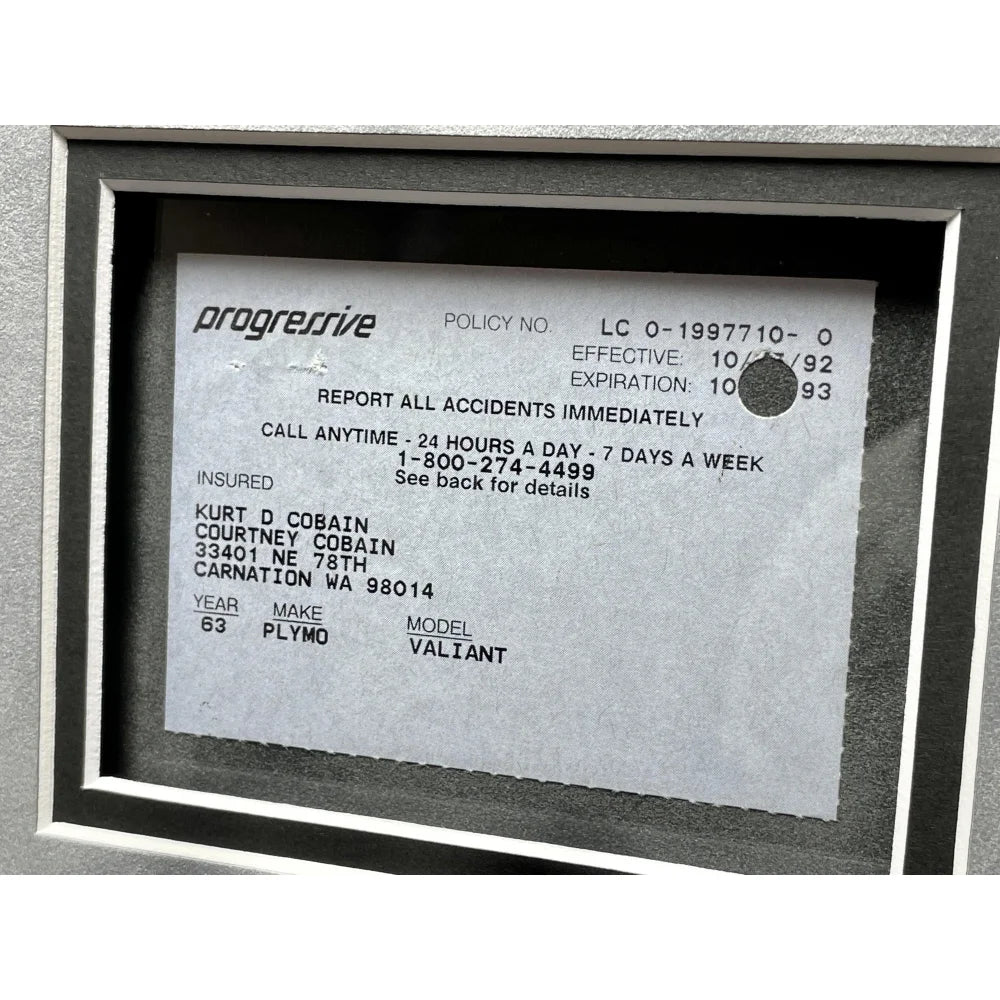 progressive POLICY NO. LC 0-1997710- 0
EFFECTIVE: 10/ /92
EXPIRATION: 10 93
REPORT ALL ACCIDENTS IMMEDIATELY
CALL ANYTIME - 24 HOURS A DAY - 7 DAYS A WEEK
1-800-274-4499
See back for details
INSURED
KURT D COBAIN
COURTNEY COBAIN
33401 NE 78TH
CARNATION WA 98014
YEAR MAKE MODEL
63 PLYMO VALIANT